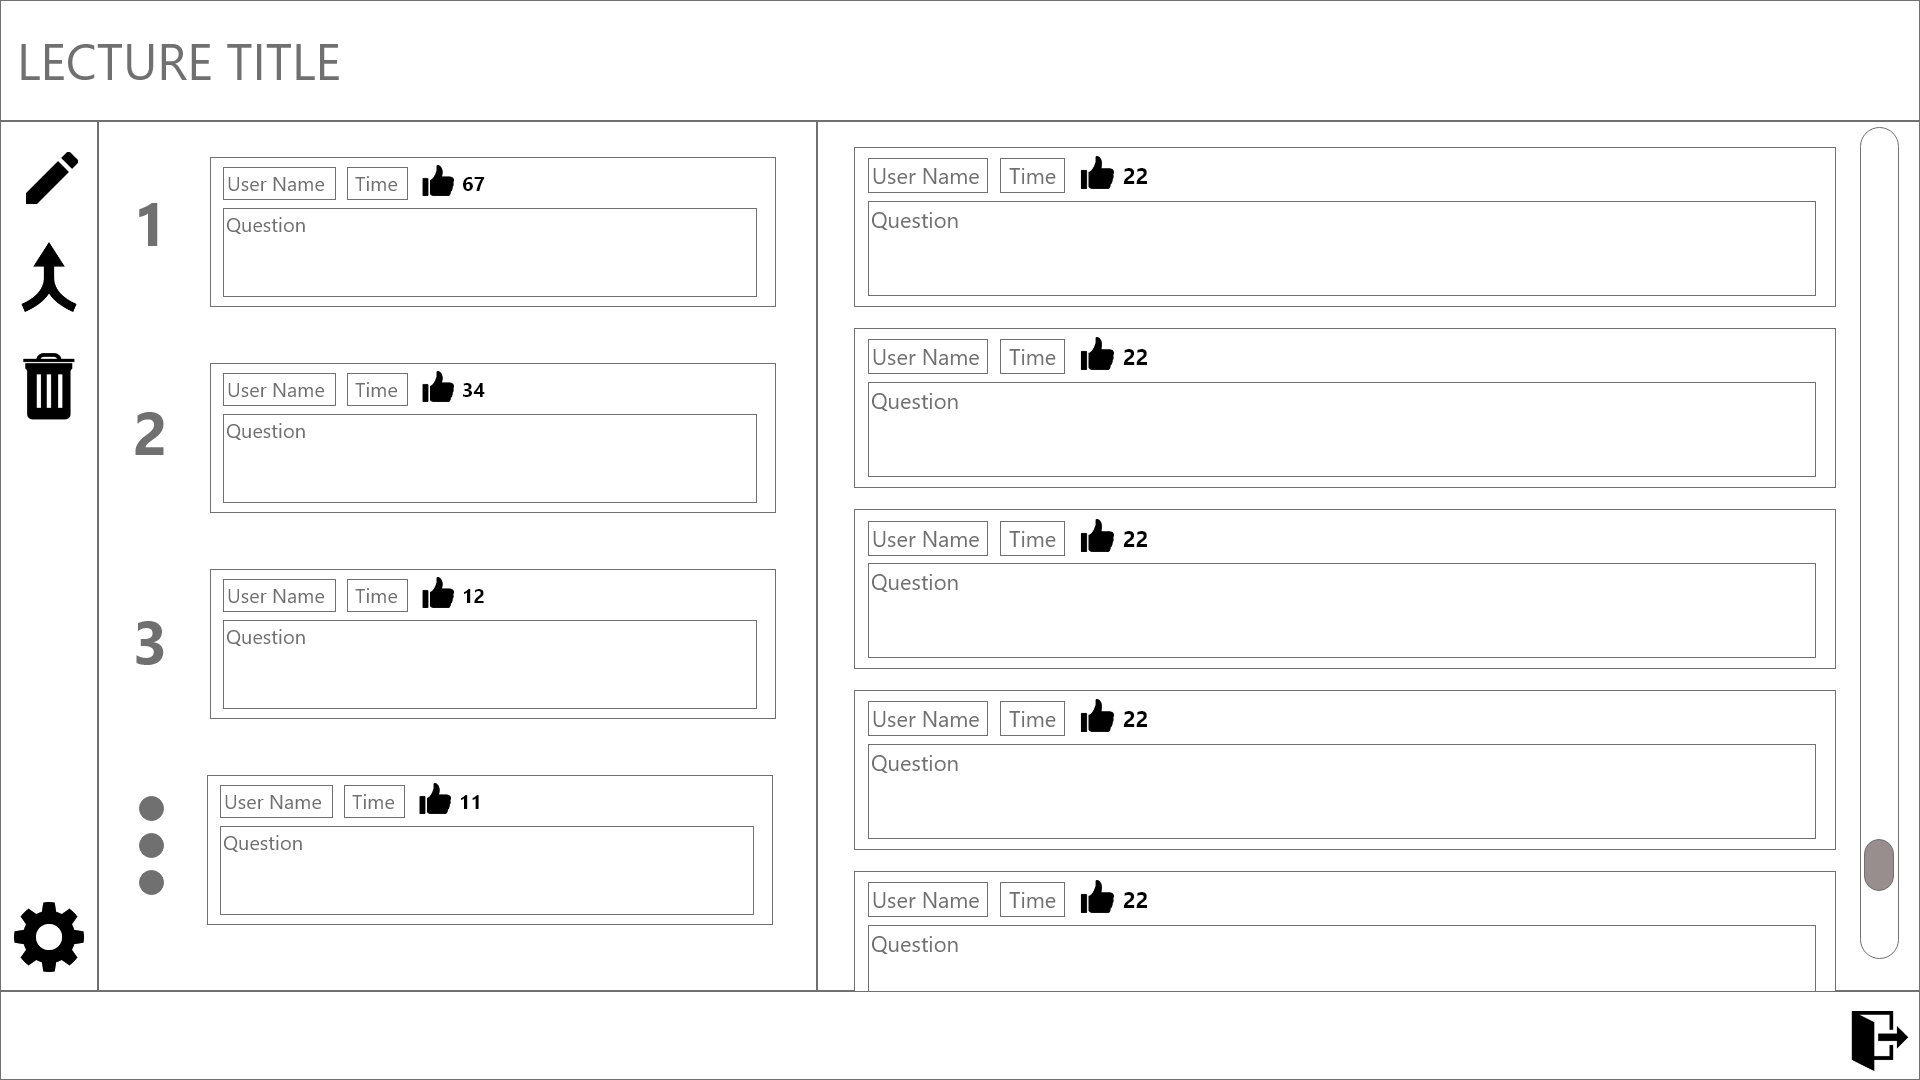 LECTURE TITLE
1
User Name Time 67
Question
2
User Name Time 34
Question
3
User Name Time 12
Question
User Name Time 11
Question
User Name Time 22
Question
User Name Time 22
Question
User Name Time 22
Question
User Name Time 22
Question
User Name Time 22
Question